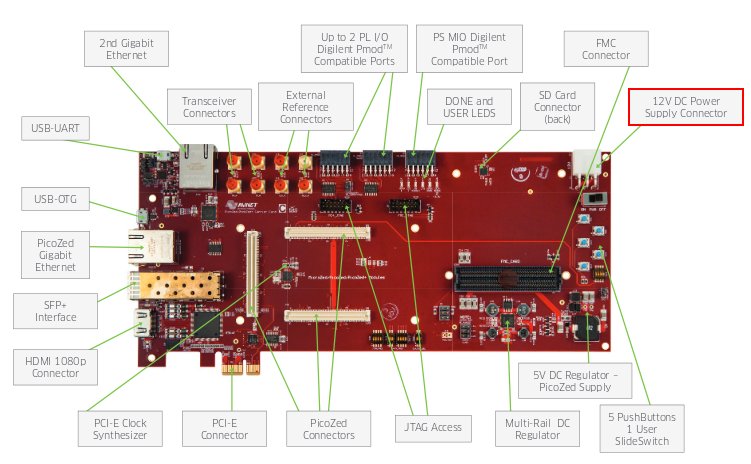 2nd Gigabit
Ethernet
Up to 2 PL I/O
Digilent Pmod™
Compatible Ports
PS MIO Digilent
Pmod™
Compatible Port
FMC
Connector
Transceiver
Connectors
External
Reference
Connectors
DONE and
USER LEDS
SD Card
Connector
(back)
12V DC Power
Supply Connector
USB-UART
USB-OTG
PicoZed
Gigabit
Ethernet
SFP+
Interface
HDMI 1080p
Connector
AVNET
ON PWR OFF
PCI-E Clock
Synthesizer
PCI-E
Connector
PicoZed
Connectors
JTAG Access
Multi-Rail DC
Regulator
5V DC Regulator –
PicoZed Supply
5 PushButtons
1 User
SlideSwitch